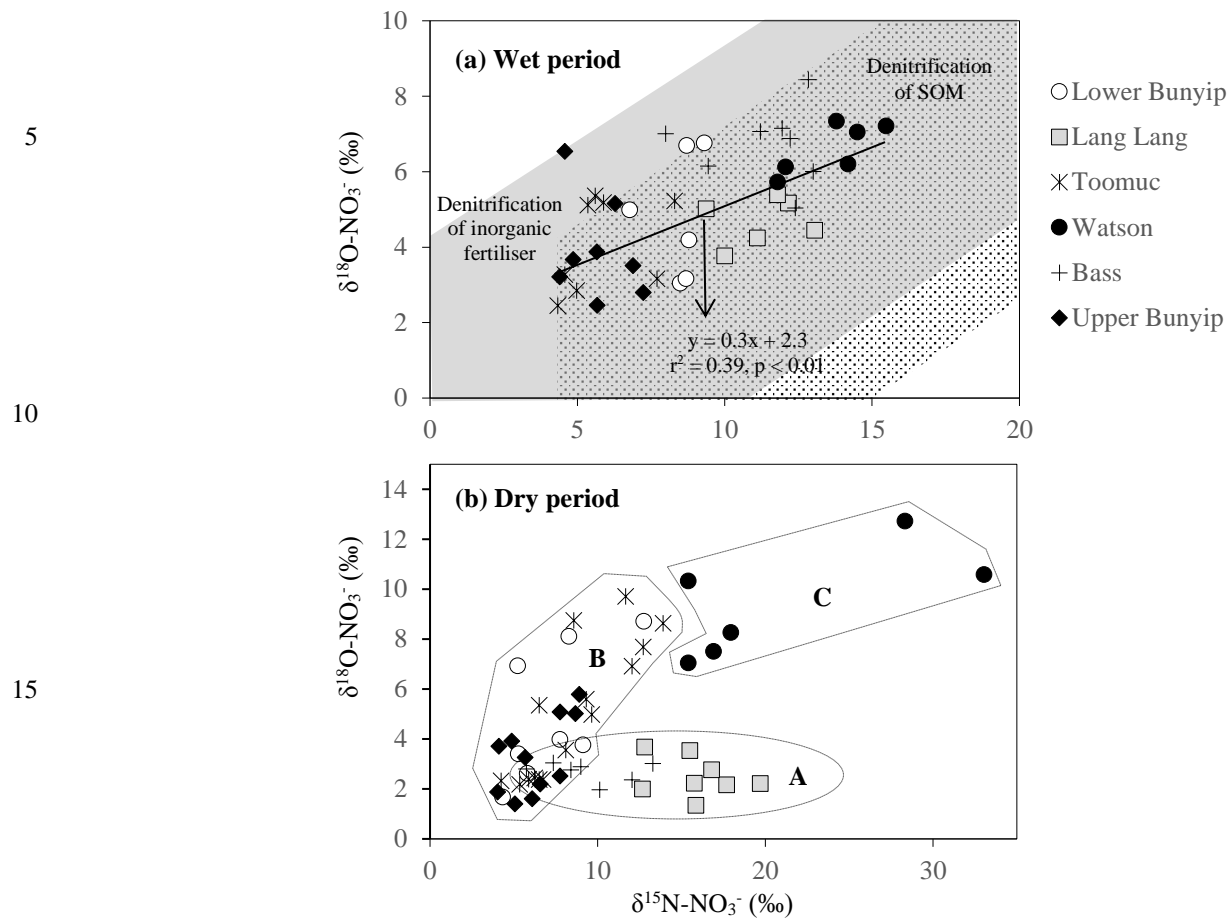 10
8
6
4
2
0
δ¹⁸O-NO₃⁻ (‰)
(a) Wet period
Denitrification
of SOM
Denitrification
of inorganic
fertiliser
y = 0.3x + 2.3
r² = 0.39, p < 0.01
0 5 10 15 20
Lower Bunyip
Lang Lang
Toomuc
Watson
Bass
Upper Bunyip
5
10
15
14
12
10
8
6
4
2
0
δ¹⁸O-NO₃⁻ (‰)
(b) Dry period
C
B
A
0 10 20 30
δ¹⁵N-NO₃⁻ (‰)
15